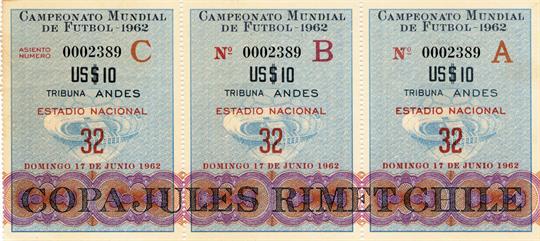 CAMPEONATO MUNDIAL
DE FUTBOL - 1962
ASIENTO
NUMERO 0002389 C
US$10
TRIBUNA ANDES
ESTADIO NACIONAL
32
DOMINGO 17 DE JUNIO 1962
CAMPEONATO MUNDIAL
DE FUTBOL - 1962
Nº 0002389 B
US$10
TRIBUNA ANDES
ESTADIO NACIONAL
32
DOMINGO 17 DE JUNIO 1962
CAMPEONATO MUNDIAL
DE FUTBOL - 1962
Nº 0002389 A
US$10
TRIBUNA ANDES
ESTADIO NACIONAL
32
DOMINGO 17 DE JUNIO 1962
COPA JULES RIMET CHILE